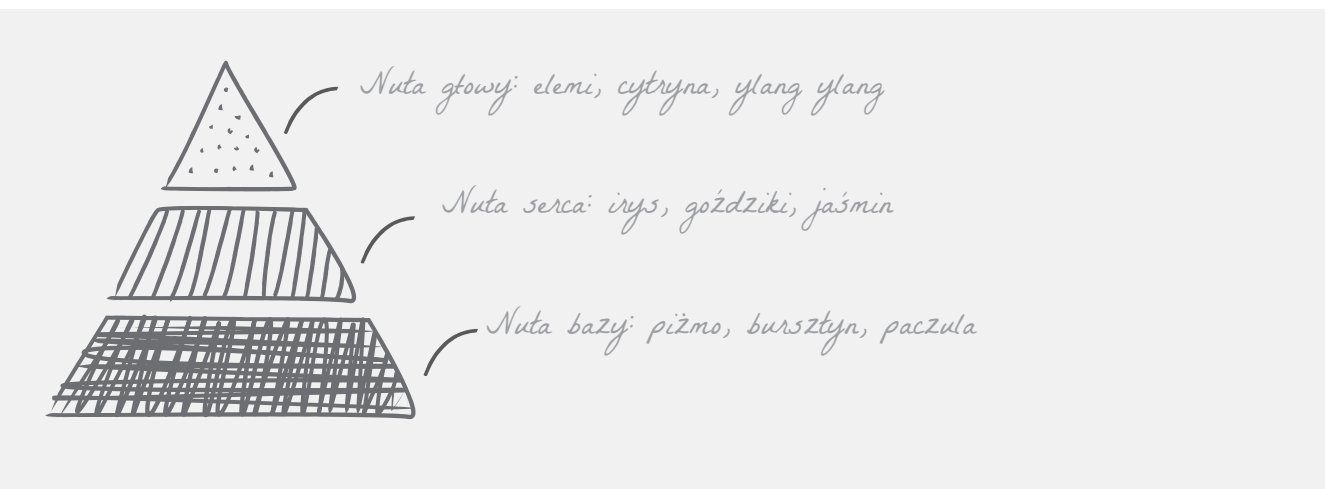 Nuta głowy: elemi, cytryna, ylang ylang
Nuta serca: irys, goździki, jaśmin
Nuta bazy: piżmo, bursztyn, paczula